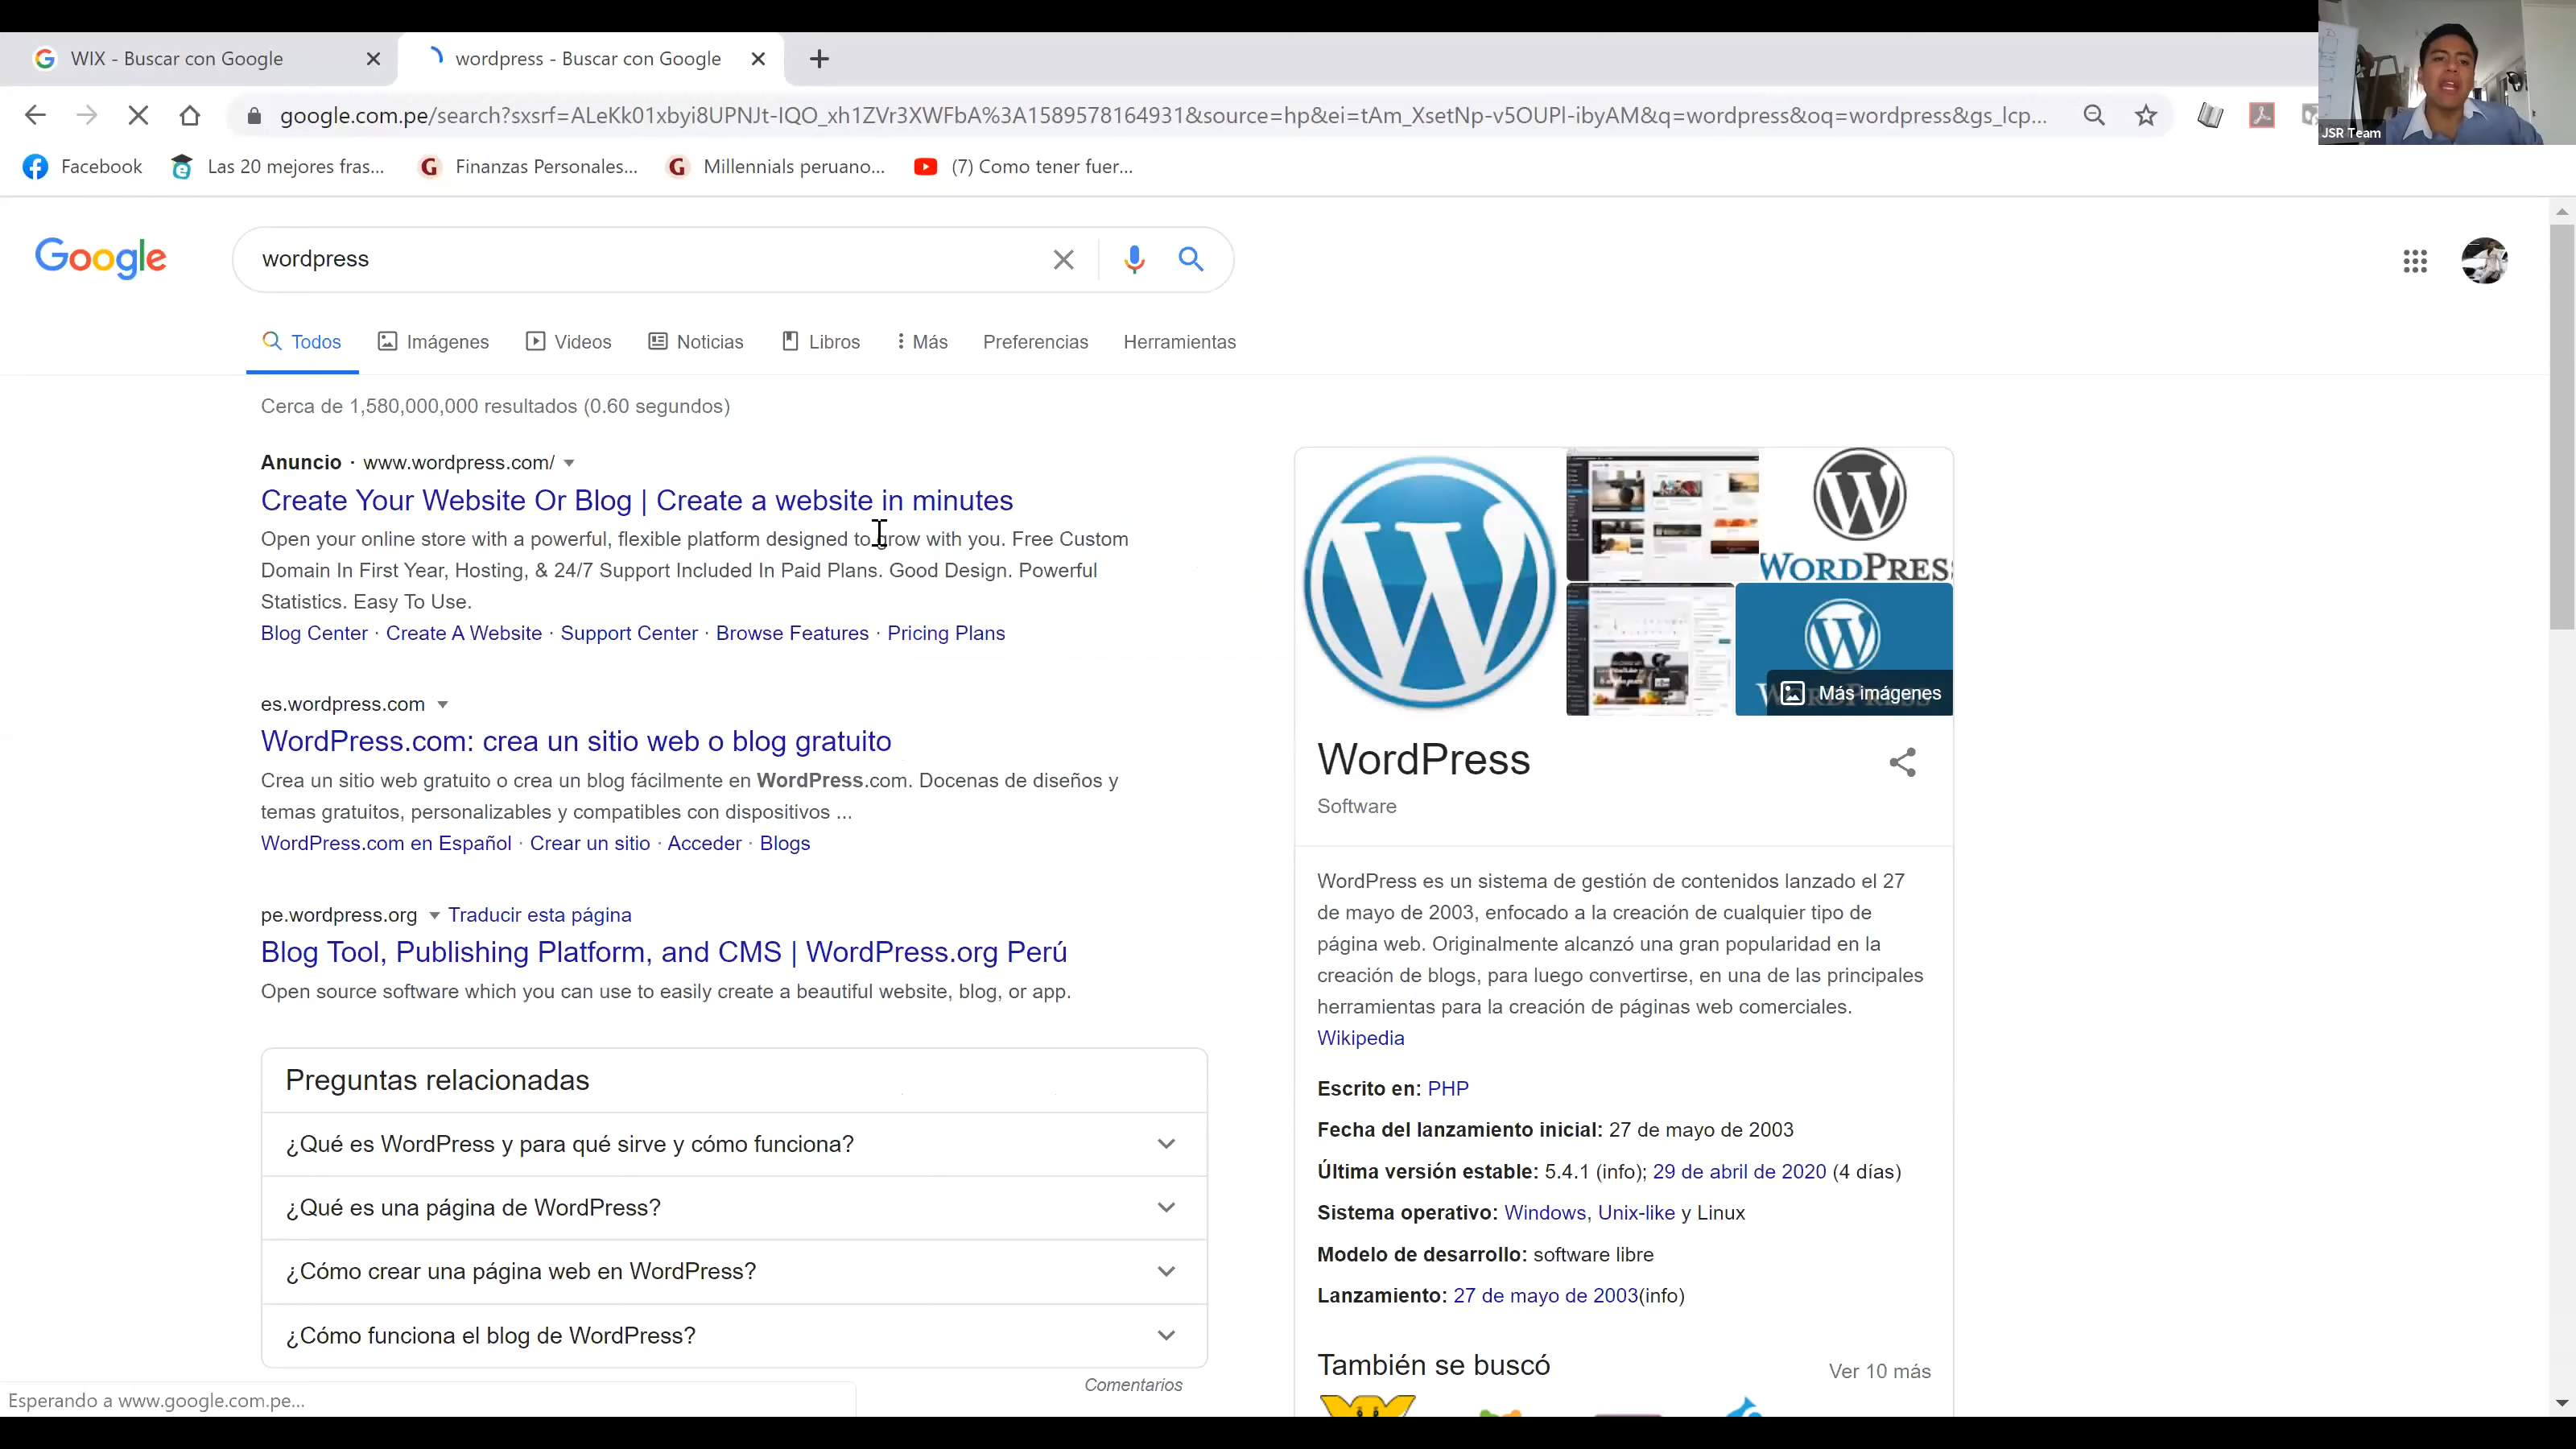 WIX - Buscar con Google
wordpress - Buscar con Google
google.com.pe/search?sxsrf=ALeKk01xbyi8UPNJt-IQO_xh1ZVr3XWFbA%3A1589578164931&source=hp&ei=tAm_XsetNp-v5OUPl-ibyAM&q=wordpress&oq=wordpress&gs_lcp...
JSR Team
Facebook
Las 20 mejores fras...
Finanzas Personales...
Millennials peruano...
(7) Como tener fuer...
Google
wordpress
Todos
Imágenes
Videos
Noticias
Libros
Más
Preferencias
Herramientas
Cerca de 1,580,000,000 resultados (0.60 segundos)
Anuncio · www.wordpress.com/
Create Your Website Or Blog | Create a website in minutes
Open your online store with a powerful, flexible platform designed to grow with you. Free Custom
Domain In First Year, Hosting, & 24/7 Support Included In Paid Plans. Good Design. Powerful
Statistics. Easy To Use.
Blog Center · Create A Website · Support Center · Browse Features · Pricing Plans
es.wordpress.com
WordPress.com: crea un sitio web o blog gratuito
Crea un sitio web gratuito o crea un blog fácilmente en WordPress.com. Docenas de diseños y
temas gratuitos, personalizables y compatibles con dispositivos ...
WordPress.com en Español · Crear un sitio · Acceder · Blogs
pe.wordpress.org Traducir esta página
Blog Tool, Publishing Platform, and CMS | WordPress.org Perú
Open source software which you can use to easily create a beautiful website, blog, or app.
Preguntas relacionadas
¿Qué es WordPress y para qué sirve y cómo funciona?
¿Qué es una página de WordPress?
¿Cómo crear una página web en WordPress?
¿Cómo funciona el blog de WordPress?
Comentarios
Esperando a www.google.com.pe...
WORDPRES
Más imágenes
WordPress
Software
WordPress es un sistema de gestión de contenidos lanzado el 27
de mayo de 2003, enfocado a la creación de cualquier tipo de
página web. Originalmente alcanzó una gran popularidad en la
creación de blogs, para luego convertirse, en una de las principales
herramientas para la creación de páginas web comerciales.
Wikipedia
Escrito en: PHP
Fecha del lanzamiento inicial: 27 de mayo de 2003
Última versión estable: 5.4.1 (info); 29 de abril de 2020 (4 días)
Sistema operativo: Windows, Unix-like y Linux
Modelo de desarrollo: software libre
Lanzamiento: 27 de mayo de 2003(info)
También se buscó
Ver 10 más